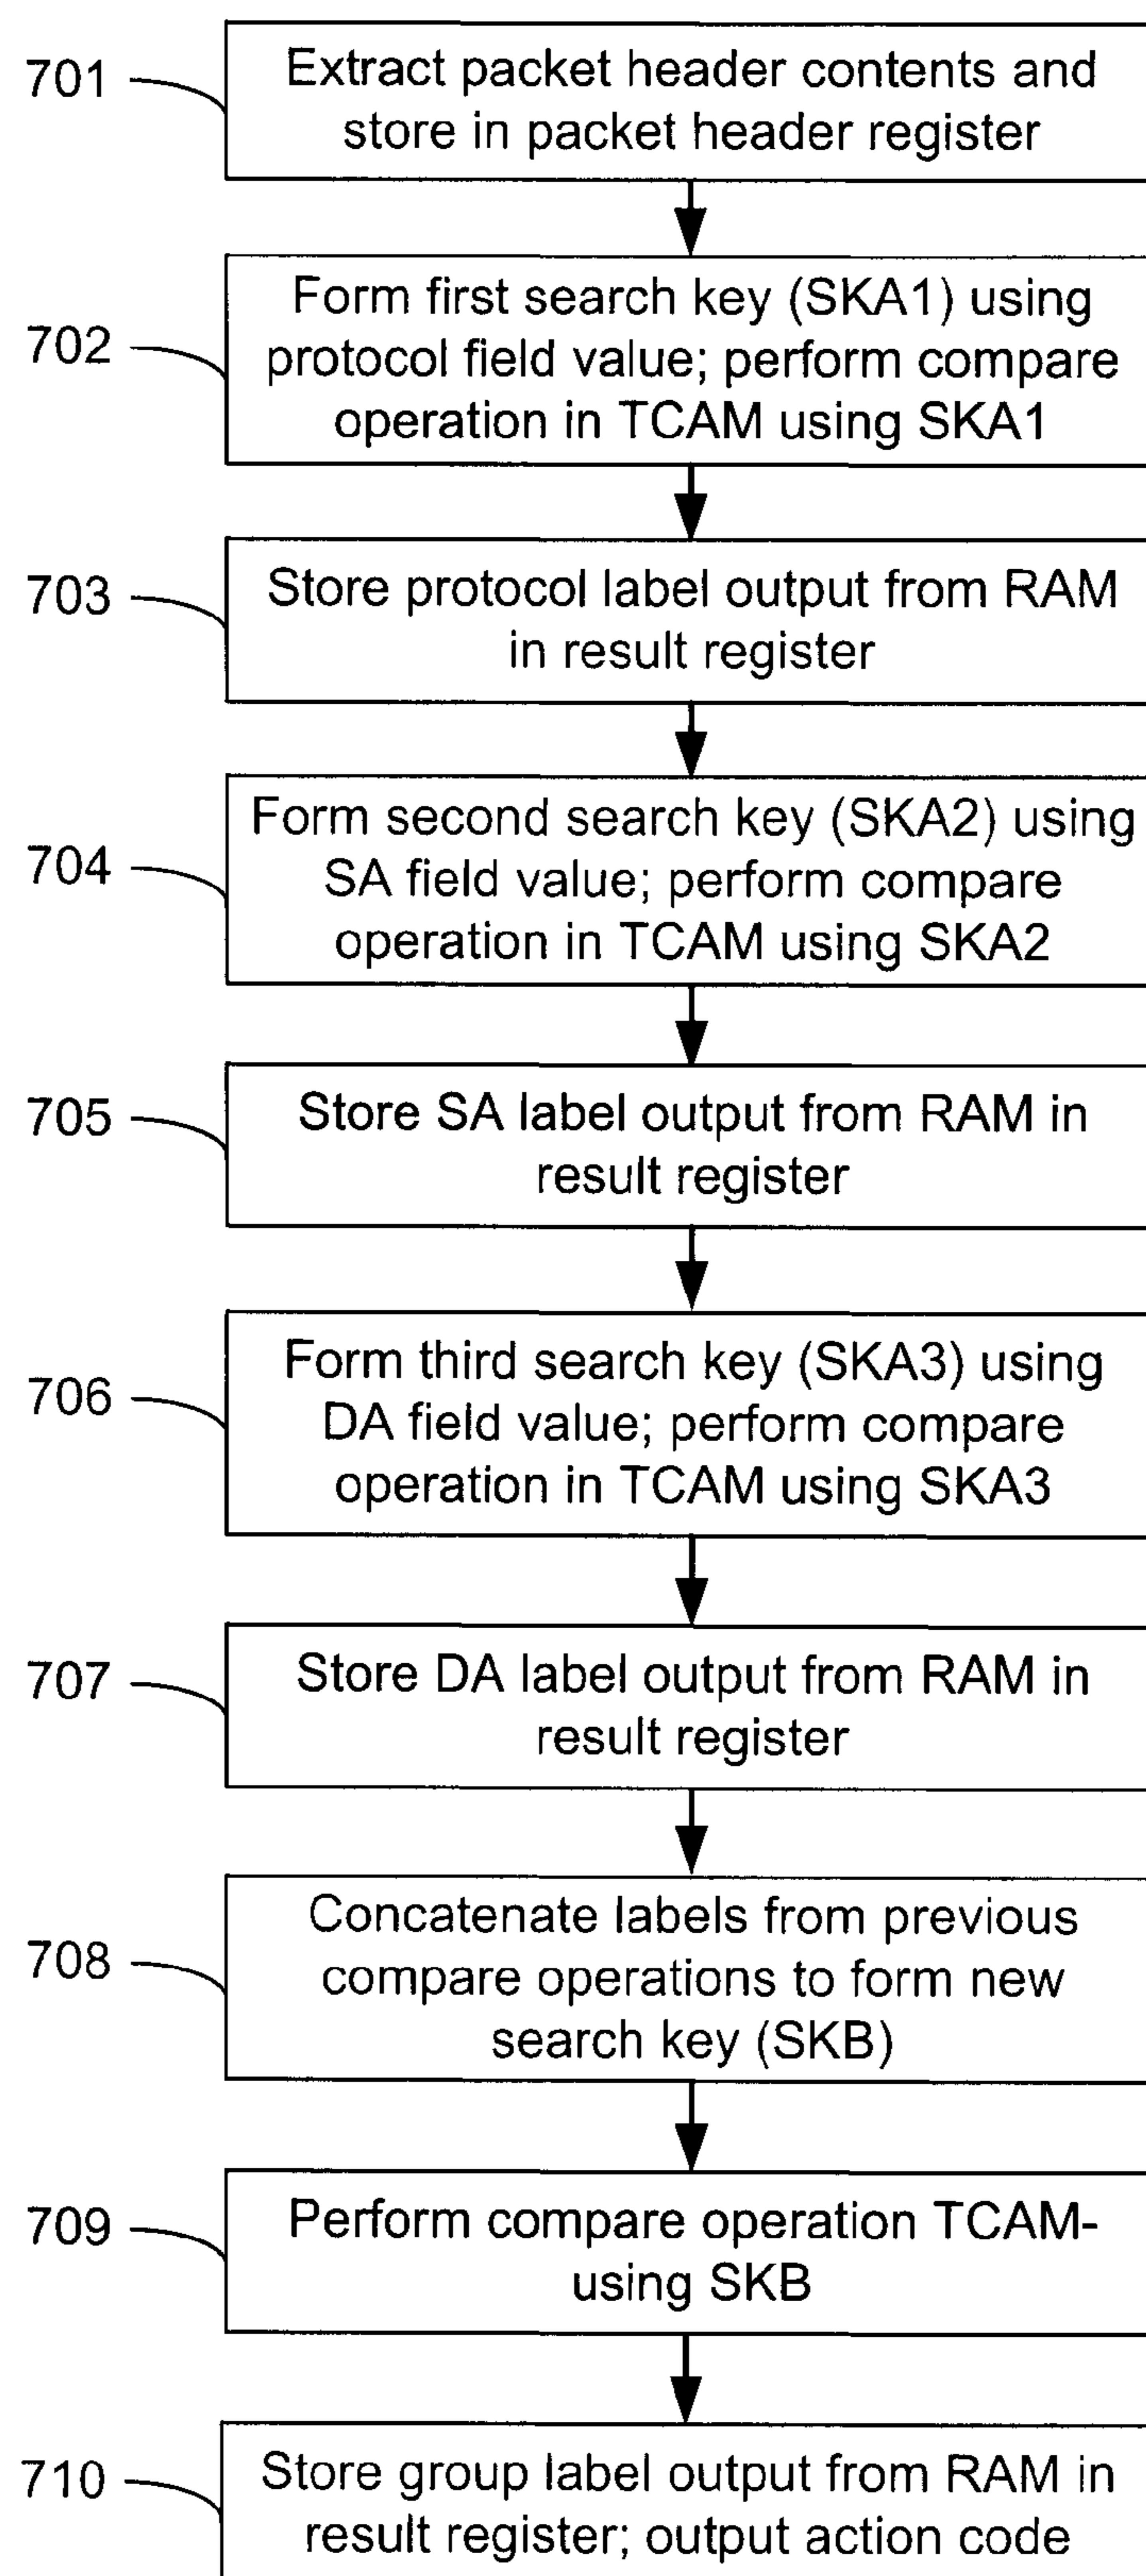 701
Extract packet header contents and
store in packet header register
702
Form first search key (SKA1) using
protocol field value; perform compare
operation in TCAM using SKA1
703
Store protocol label output from RAM
in result register
704
Form second search key (SKA2) using
SA field value; perform compare
operation in TCAM using SKA2
705
Store SA label output from RAM in
result register
706
Form third search key (SKA3) using
DA field value; perform compare
operation in TCAM using SKA3
707
Store DA label output from RAM in
result register
708
Concatenate labels from previous
compare operations to form new
search key (SKB)
709
Perform compare operation TCAM-
using SKB
710
Store group label output from RAM in
result register; output action code